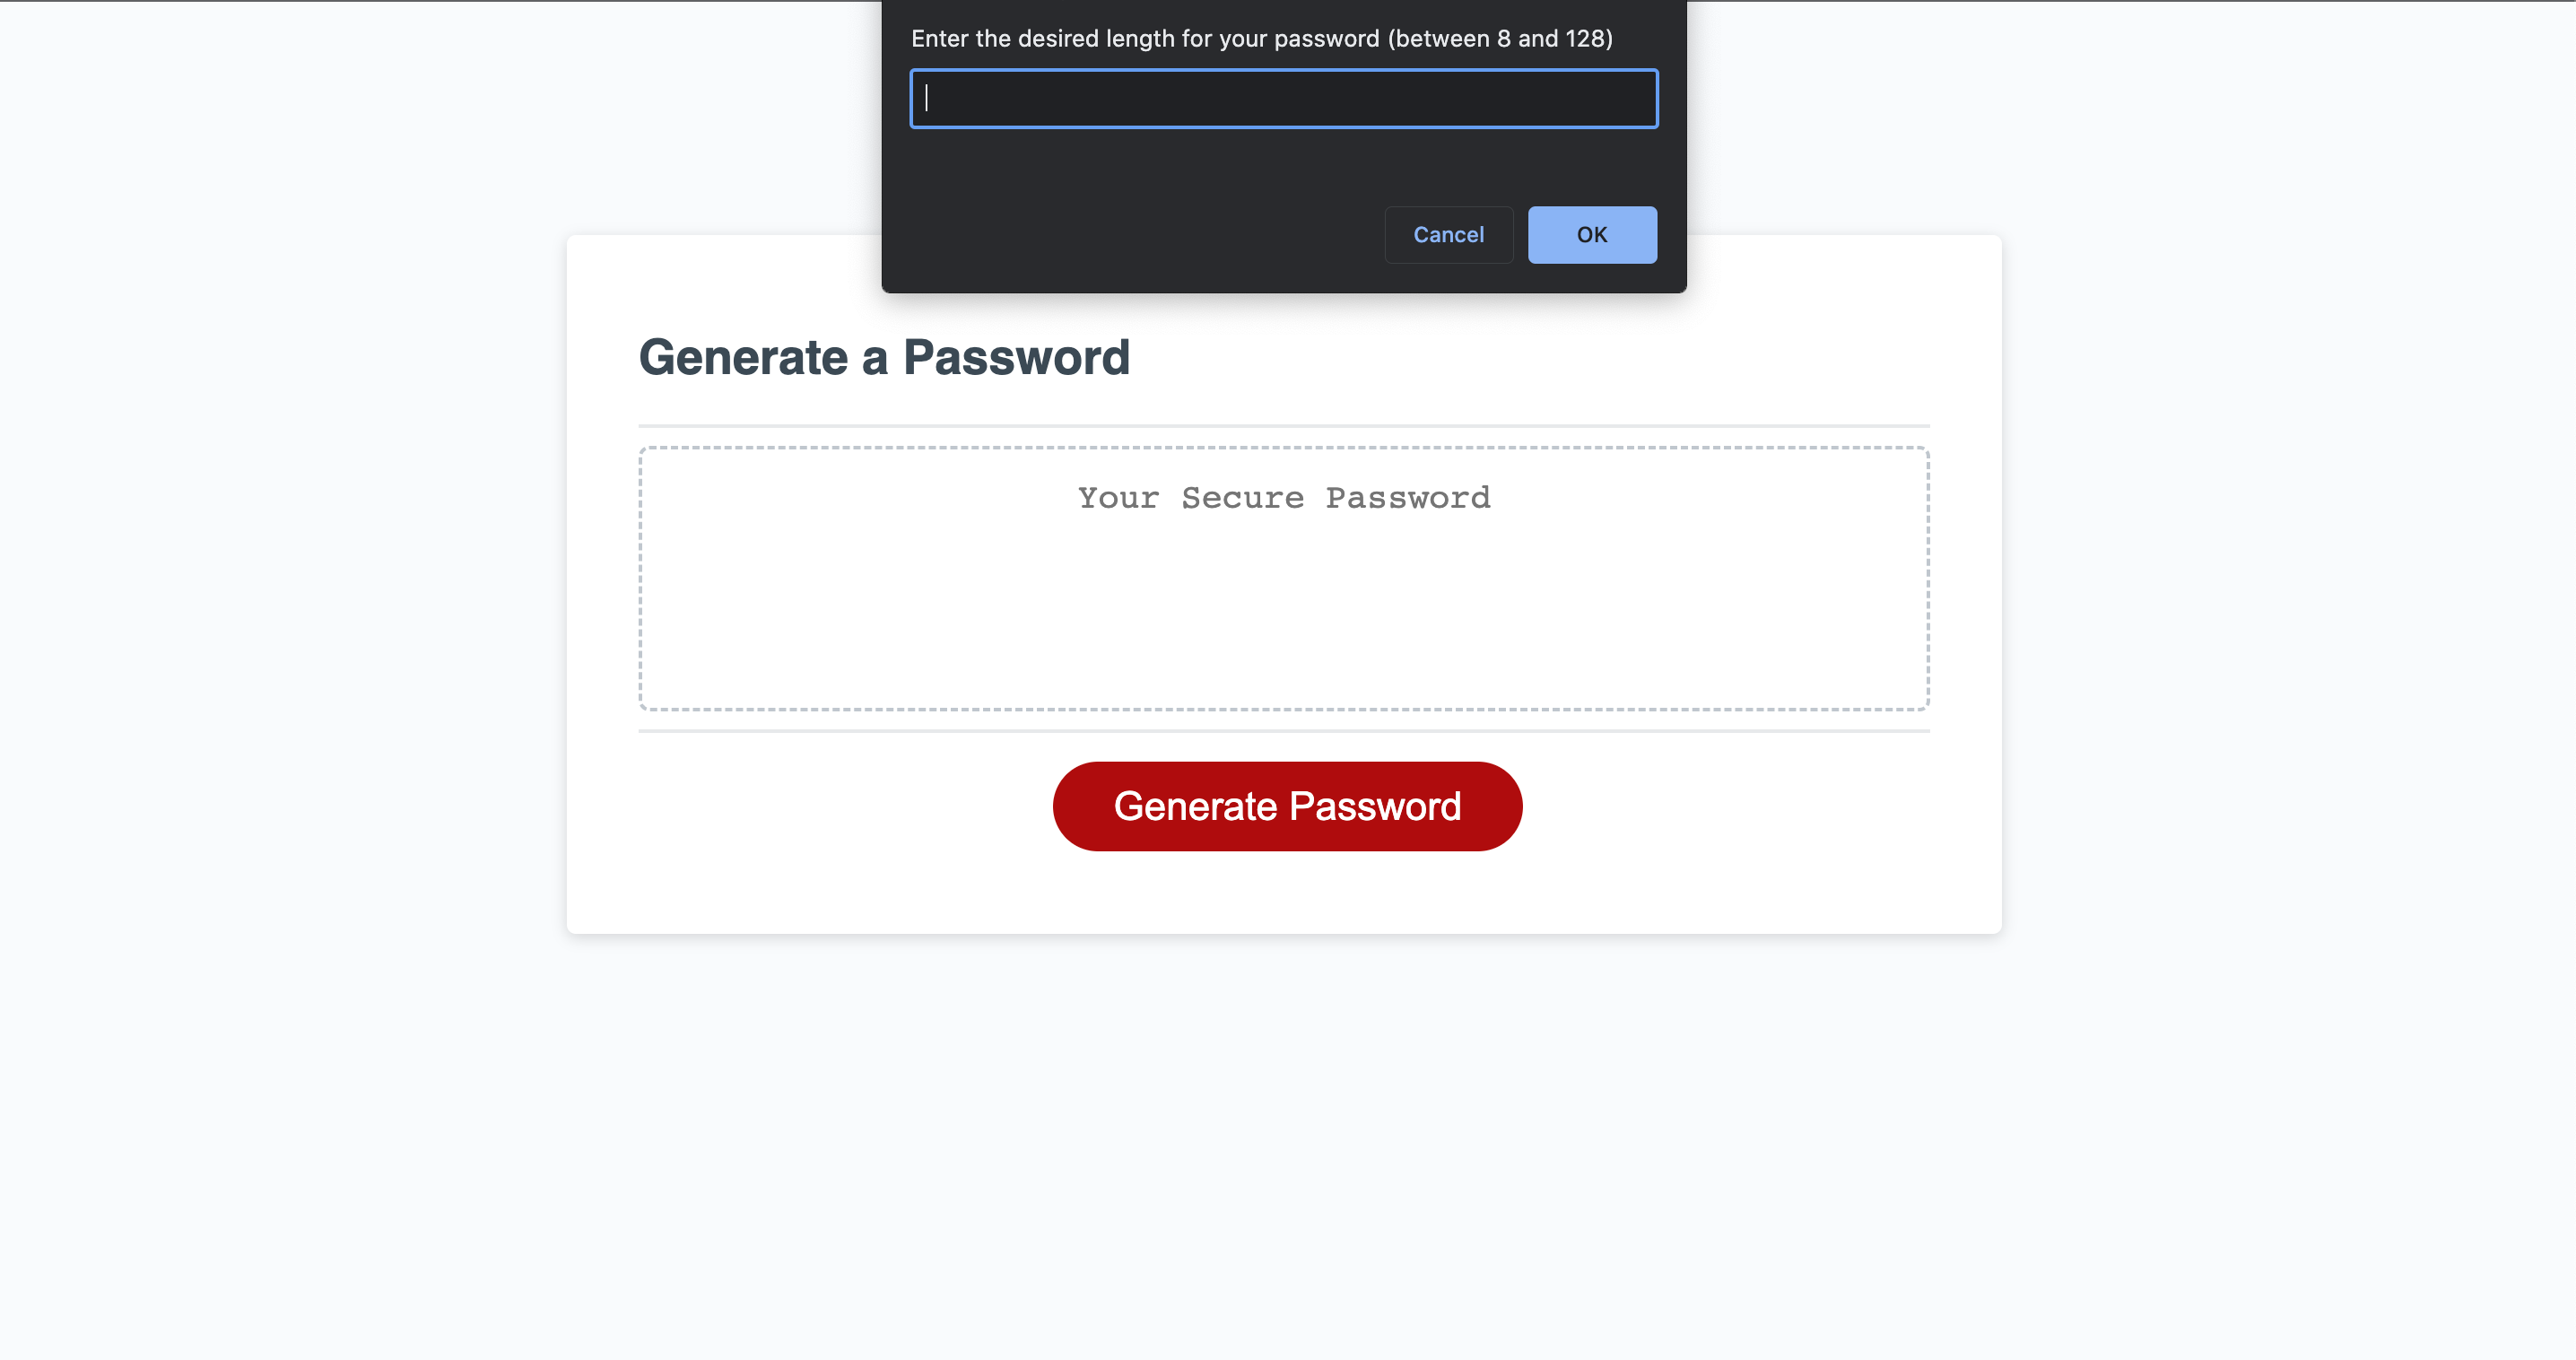 Enter the desired length for your password (between 8 and 128)
Cancel OK
Generate a Password
Your Secure Password
Generate Password